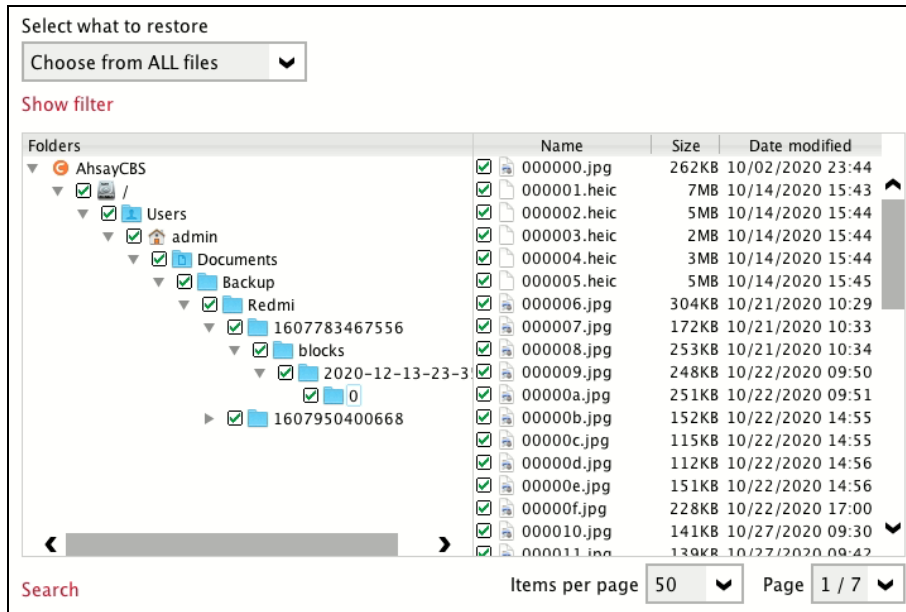 Select what to restore
Choose from ALL files
Show filter
Folders
AhsayCBS
/
Users
admin
Documents
Backup
Redmi
1607783467556
blocks
2020-12-13-23-35
0
1607950400668
Name Size Date modified
000000.jpg 262KB 10/02/2020 23:44
000001.heic 7MB 10/14/2020 15:43
000002.heic 5MB 10/14/2020 15:44
000003.heic 2MB 10/14/2020 15:44
000004.heic 3MB 10/14/2020 15:44
000005.heic 5MB 10/14/2020 15:45
000006.jpg 304KB 10/21/2020 10:29
000007.jpg 172KB 10/21/2020 10:33
000008.jpg 253KB 10/21/2020 10:34
000009.jpg 248KB 10/22/2020 09:50
00000a.jpg 251KB 10/22/2020 09:51
00000b.jpg 152KB 10/22/2020 14:55
00000c.jpg 115KB 10/22/2020 14:55
00000d.jpg 112KB 10/22/2020 14:56
00000e.jpg 151KB 10/22/2020 14:56
00000f.jpg 228KB 10/22/2020 17:00
000010.jpg 141KB 10/27/2020 09:30
000011.jpg 139KB 10/27/2020 09:42
Search
Items per page 50 Page 1 / 7